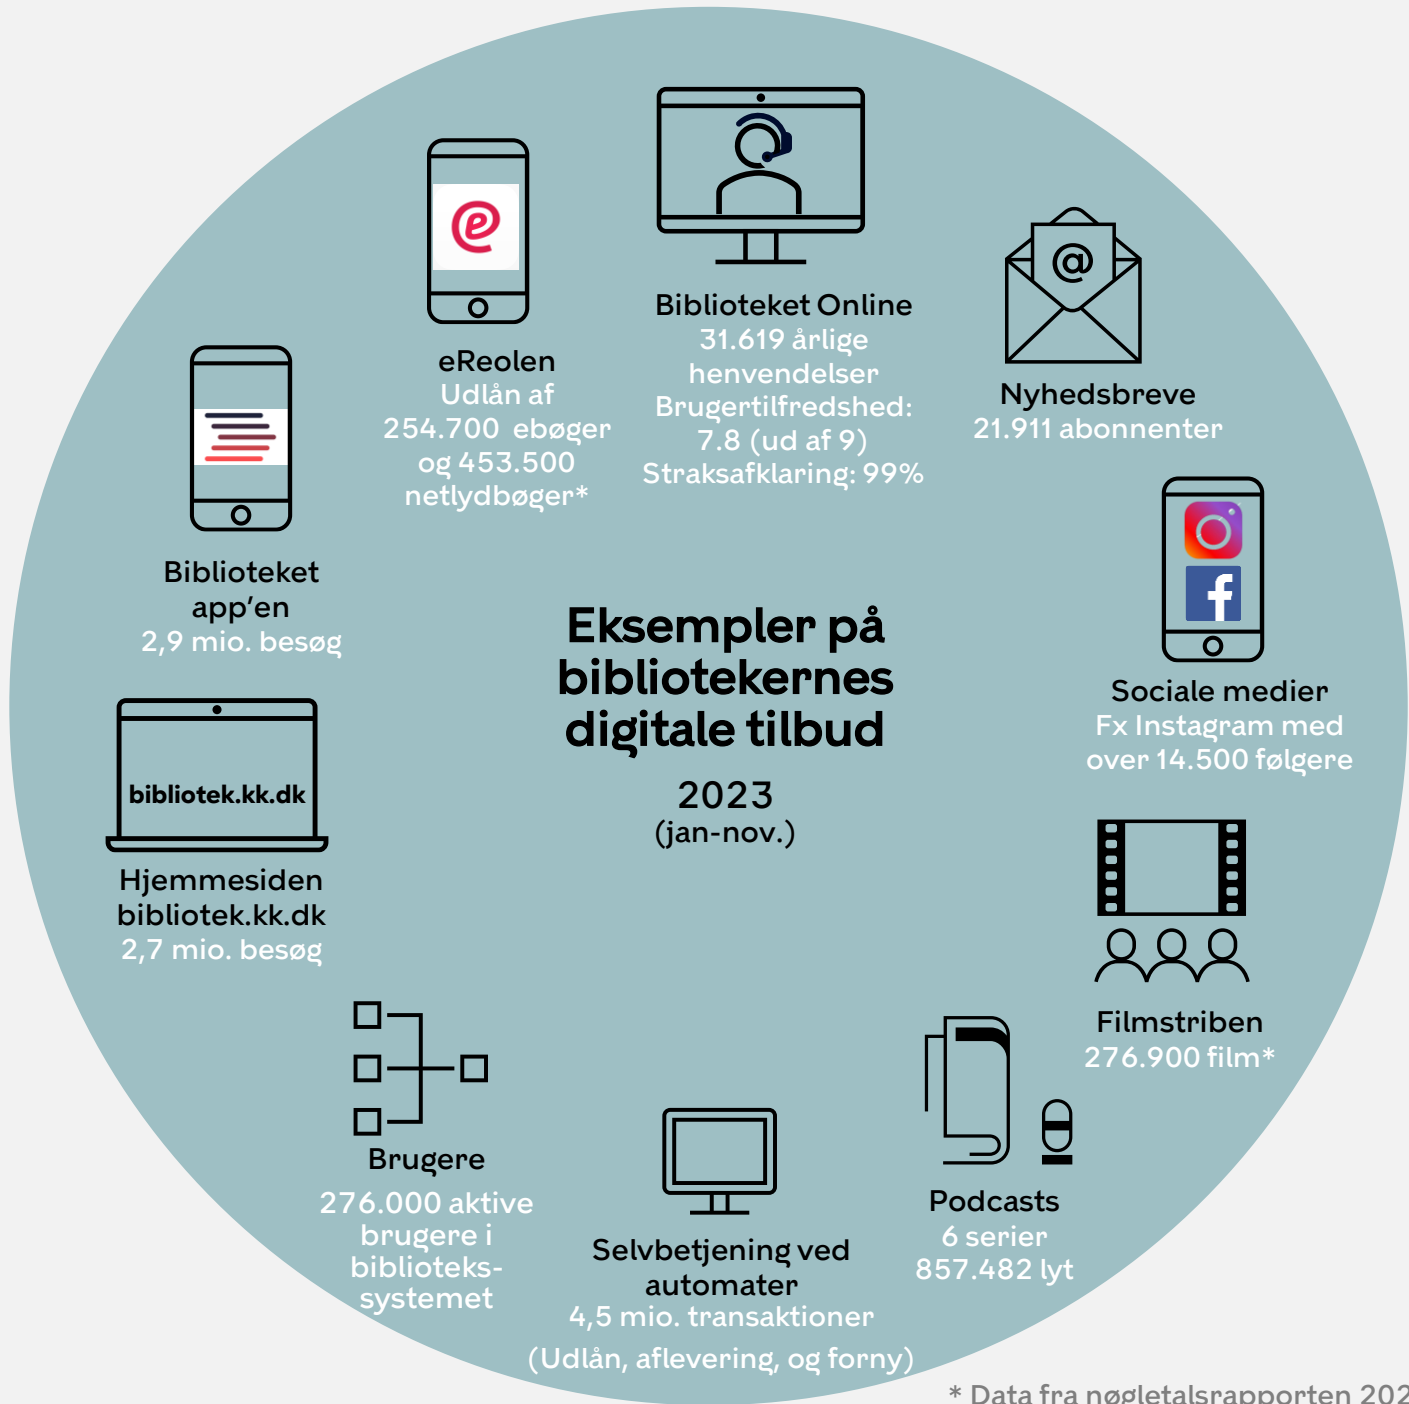 Eksempler på
bibliotekernes
digitale tilbud
2023
(jan-nov.)
Biblioteket Online
31.619 årlige
henvendelser
Brugertilfredshed:
7.8 (ud af 9)
Straksafklaring: 99%
@
Nyhedsbreve
21.911 abonnenter
f
Sociale medier
Fx Instagram med
over 14.500 følgere
Filmstriben
276.900 film*
Podcasts
6 serier
857.482 lyt
Selvbetjening ved
automater
4,5 mio. transaktioner
(Udlån, aflevering, og forny)
Brugere
276.000 aktive
brugere i
biblioteks-
systemet
bibliotek.kk.dk
Hjemmesiden
bibliotek.kk.dk
2,7 mio. besøg
Biblioteket
app'en
2,9 mio. besøg
e
eReolen
Udlån af
254.700 ebøger
og 453.500
netlydbøger*
* Data fra nøgletalsrapporten